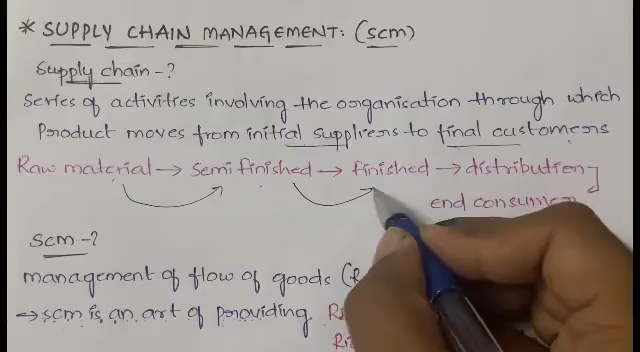 * SUPPLY CHAIN MANAGEMENT: (SCM)
Supply chain - ?
Series of activities involving the organisation through which
Product moves from initial suppliers to final customers
Raw material → Semi finished → finished → distribution]
end consumer
SCM - ?
management of flow of goods
→ SCM is an art of providing